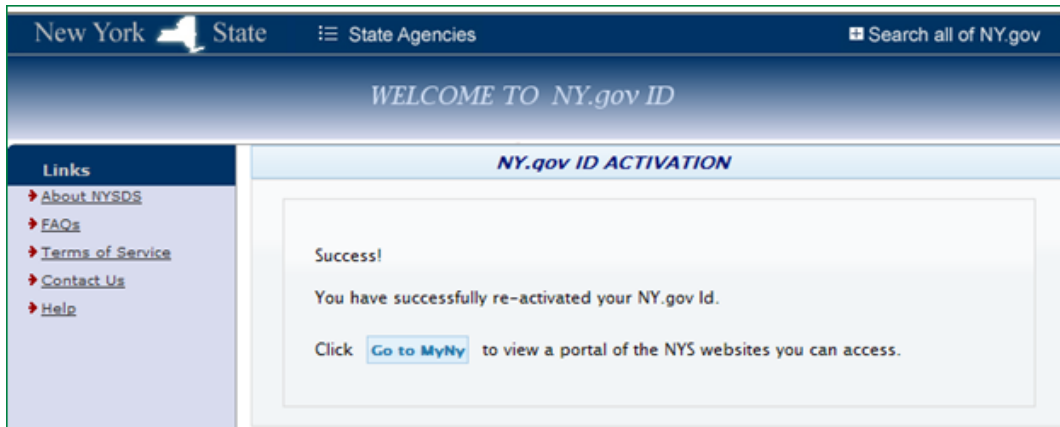 New York State
State Agencies
Search all of NY.gov
WELCOME TO NY.gov ID
Links
About NYSDS
FAQs
Terms of Service
Contact Us
Help
NY.gov ID ACTIVATION
Success!
You have successfully re-activated your NY.gov Id.
Click Go to MyNy to view a portal of the NYS websites you can access.